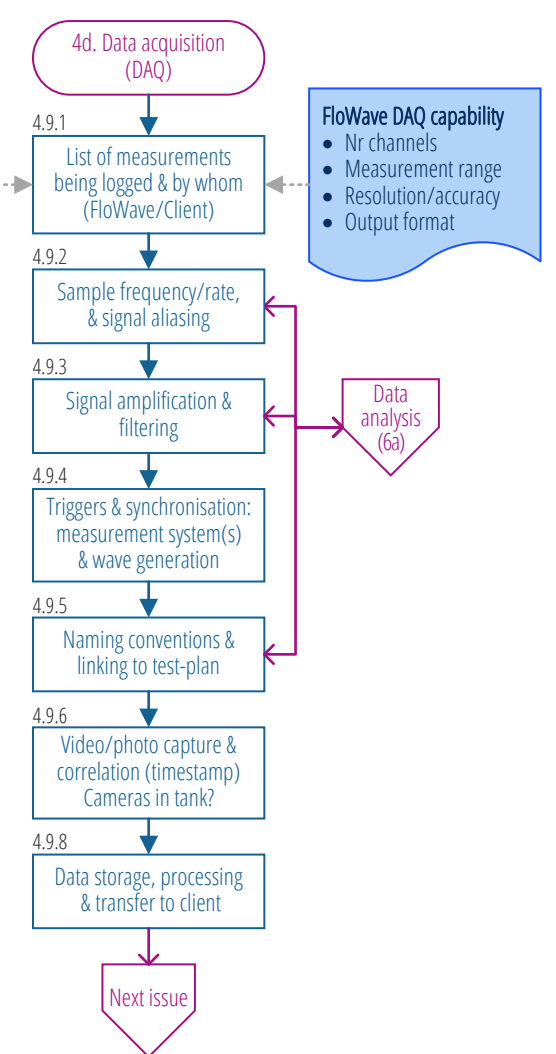 4d. Data acquisition
(DAQ)
4.9.1
List of measurements
being logged & by whom
(FloWave/Client)
FloWave DAQ capability
• Nr channels
• Measurement range
• Resolution/accuracy
• Output format
4.9.2
Sample frequency/rate,
& signal aliasing
4.9.3
Signal amplification &
filtering
Data
analysis
(6a)
4.9.4
Triggers & synchronisation:
measurement system(s)
& wave generation
4.9.5
Naming conventions &
linking to test-plan
4.9.6
Video/photo capture &
correlation (timestamp)
Cameras in tank?
4.9.8
Data storage, processing
& transfer to client
Next issue